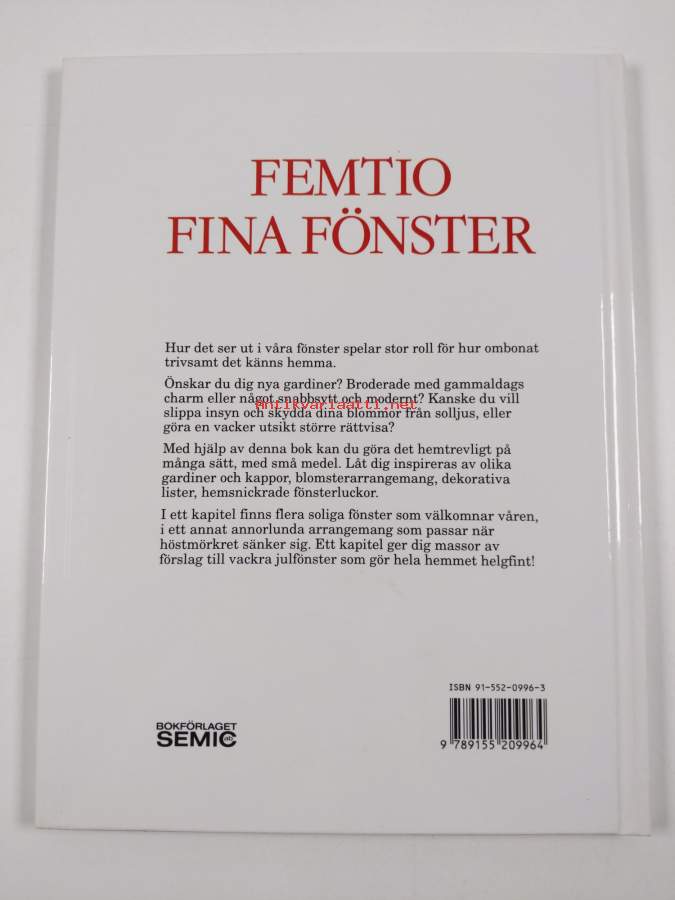 FEMTIO
FINA FÖNSTER
Hur det ser ut i våra fönster spelar stor roll för hur ombonat
trivsamt det känns hemma.
Önskar du dig nya gardiner? Broderade med gammaldags
charm eller något snabbsytt och modernt? Kanske du vill
antikvariaatti.net
slippa insyn och skydda dina blommor från solljus, eller
göra en vacker utsikt större rättvisa?
Med hjälp av denna bok kan du göra det hemtrevligt på
många sätt, med små medel. Låt dig inspireras av olika
gardiner och kappor, blomsterarrangemang, dekorativa
lister, hemsnickrade fönsterluckor.
I ett kapitel finns flera soliga fönster som välkomnar våren,
i ett annat annorlunda arrangemang som passar när
höstmörkret sänker sig. Ett kapitel ger dig massor av
förslag till vackra julfönster som gör hela hemmet helgfint!
ISBN 91-552-0996-3
BOKFÖRLAGET
SEMIC ab
9 789155 209964